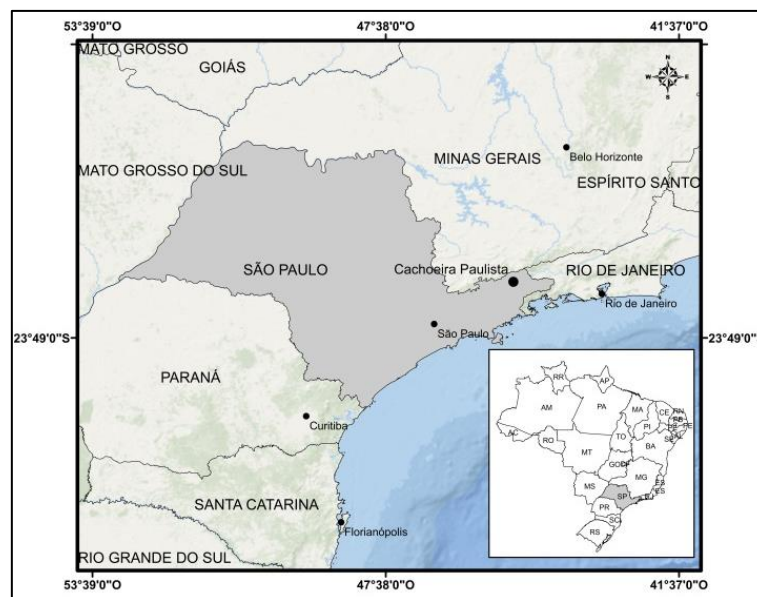 53°39'0"O 47°38'0"O 41°37'0"O
MATO GROSSO
GOIÁS
N
W E
S
MINAS GERAIS
Belo Horizonte
MATO GROSSO DO SUL
ESPÍRITO SANTO
SÃO PAULO
Cachoeira Paulista
RIO DE JANEIRO
Rio de Janeiro
São Paulo
23°49'0"S 23°49'0"S
PARANÁ
Curitiba
SANTA CATARINA
Florianópolis
RIO GRANDE DO SUL
RR
AP
AM
PA
MA
CE
RN
PB
PE
PI
AC
RO
TO
SE
AL
BA
MT
GO
DF
MG
MS
ES
ES
SP
RJ
PR
SC
RS
53°39'0"O 47°38'0"O 41°37'0"O